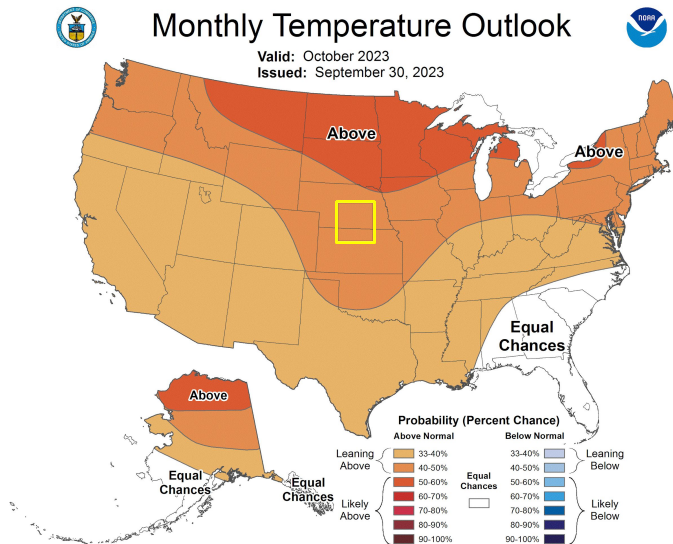 Monthly Temperature Outlook
NOAA
Valid: October 2023
Issued: September 30, 2023
Above
Above
Equal
Chances
Above
Equal
Chances
Equal
Chances
Probability (Percent Chance)
Above Normal
Below Normal
Leaning
Above
33-40%
40-50%
Likely
Above
50-60%
60-70%
70-80%
80-90%
90-100%
Equal
Chances
33-40%
40-50%
Leaning
Below
50-60%
60-70%
70-80%
80-90%
90-100%
Likely
Below